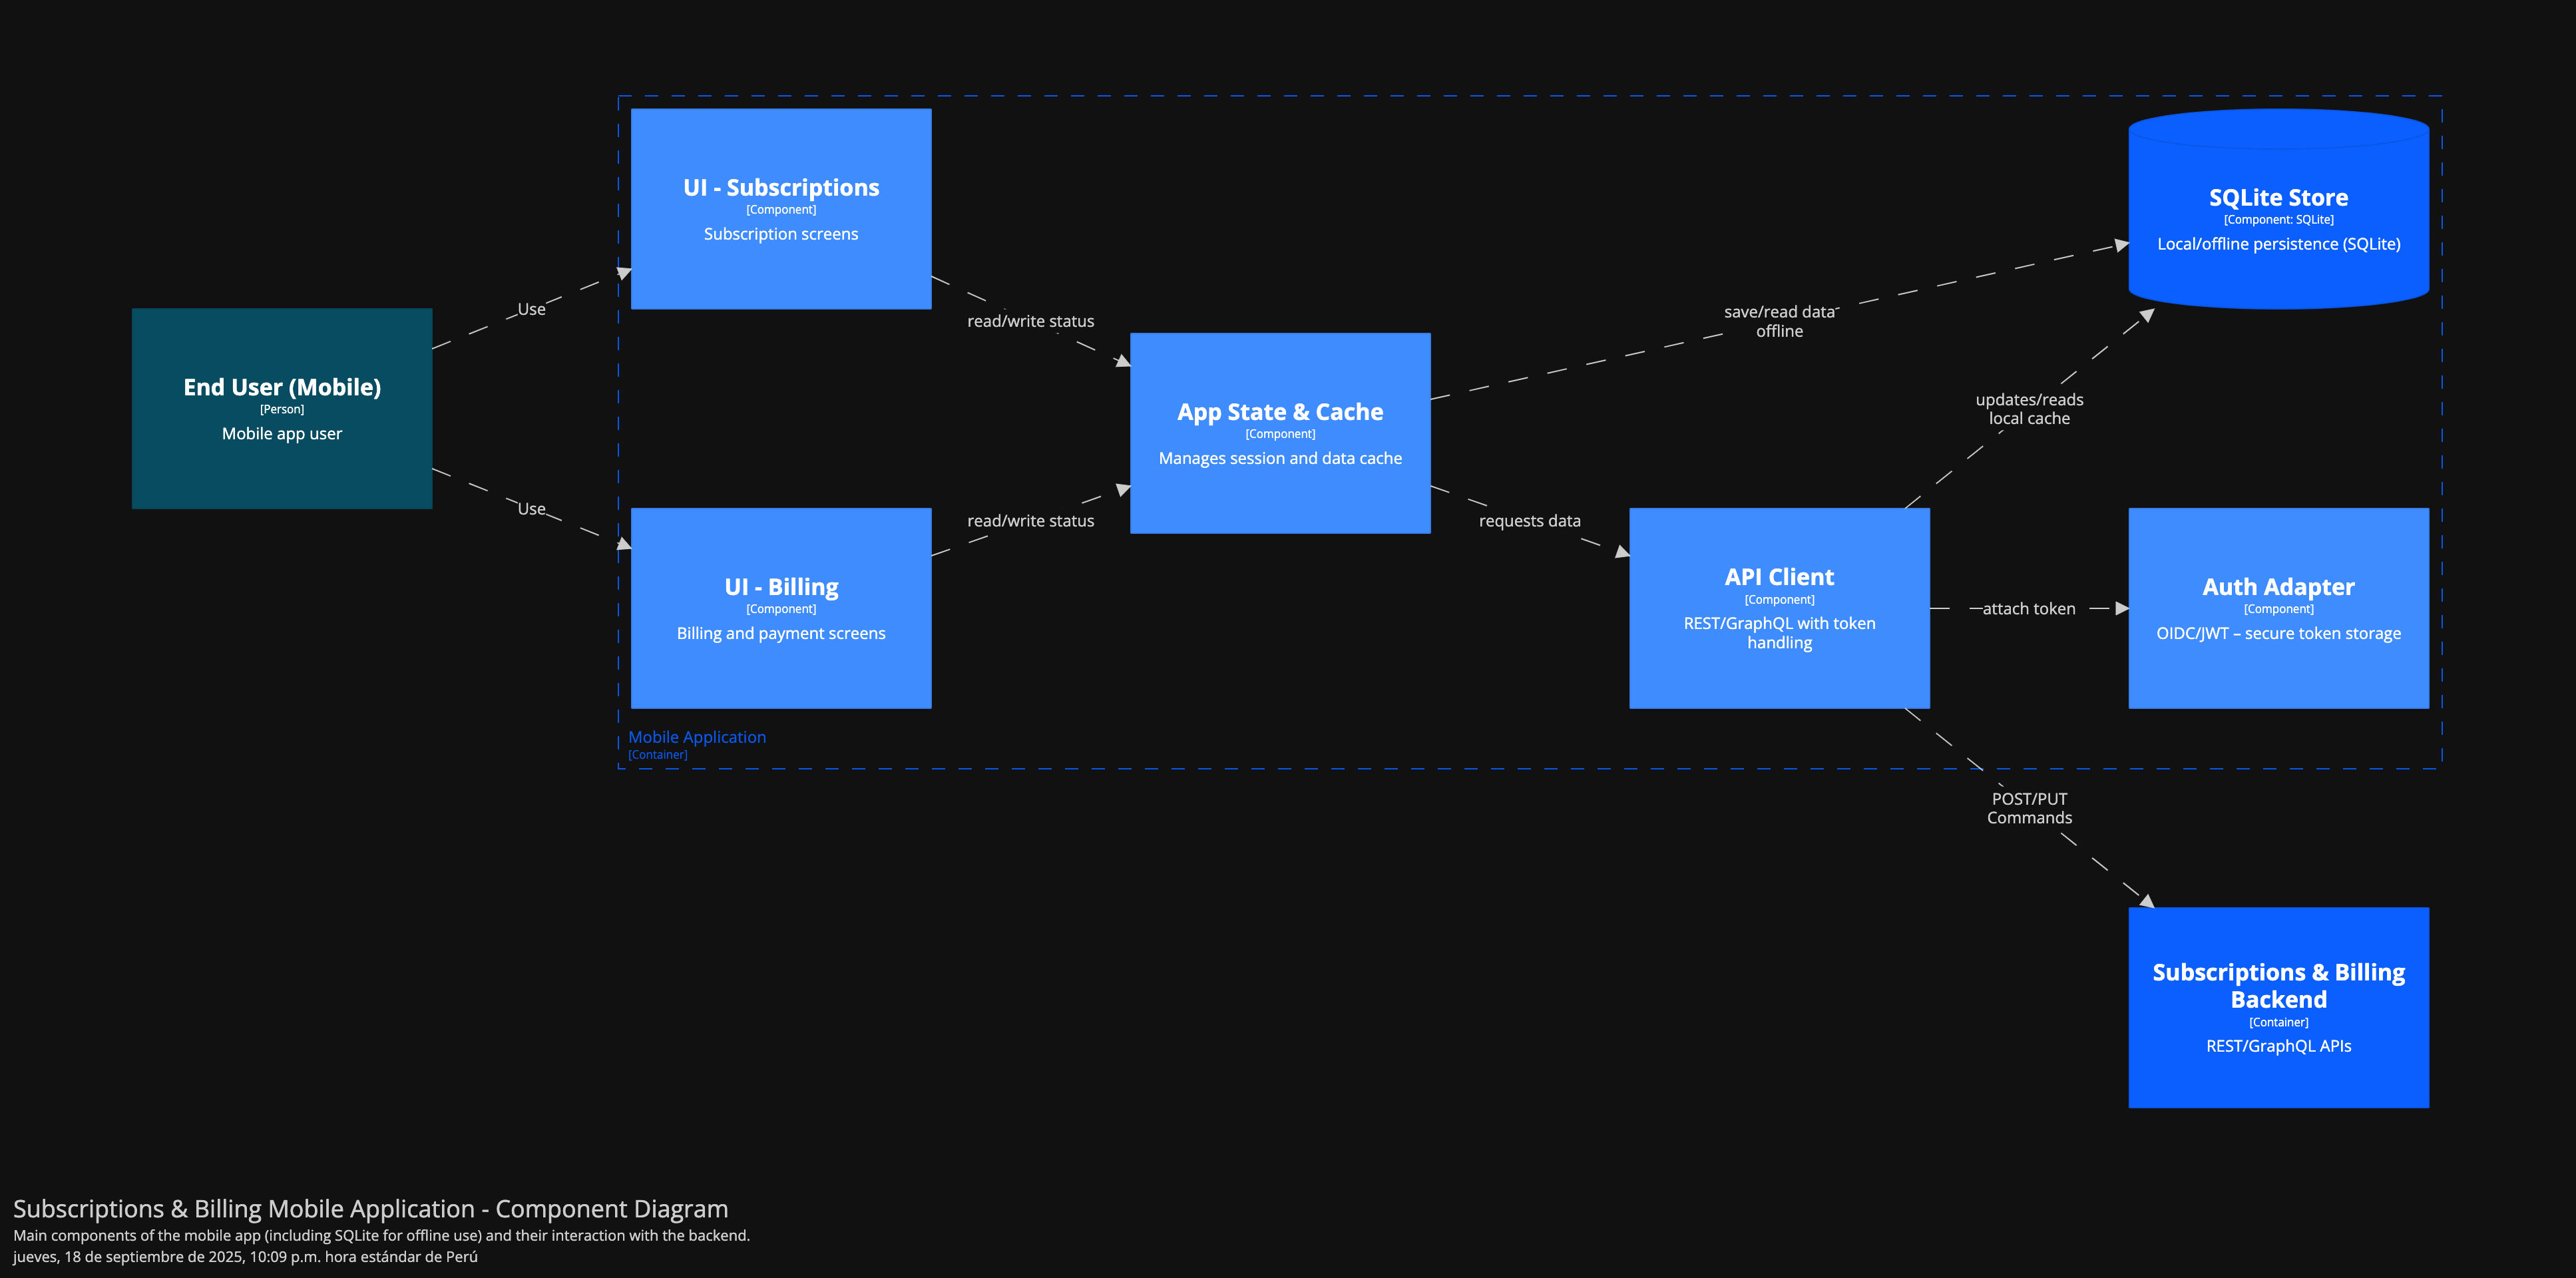 UI - Subscriptions
[Component]
Subscription screens
SQLite Store
[Component: SQLite]
Local/offline persistence (SQLite)
Use
read/write status
save/read data
offline
End User (Mobile)
[Person]
Mobile app user
App State & Cache
[Component]
Manages session and data cache
updates/reads
local cache
Use
read/write status
requests data
UI - Billing
[Component]
Billing and payment screens
API Client
[Component]
REST/GraphQL with token
handling
attach token
Auth Adapter
[Component]
OIDC/JWT – secure token storage
Mobile Application
[Container]
POST/PUT
Commands
Subscriptions & Billing
Backend
[Container]
REST/GraphQL APIs
Subscriptions & Billing Mobile Application - Component Diagram
Main components of the mobile app (including SQLite for offline use) and their interaction with the backend.
jueves, 18 de septiembre de 2025, 10:09 p.m. hora estándar de Perú